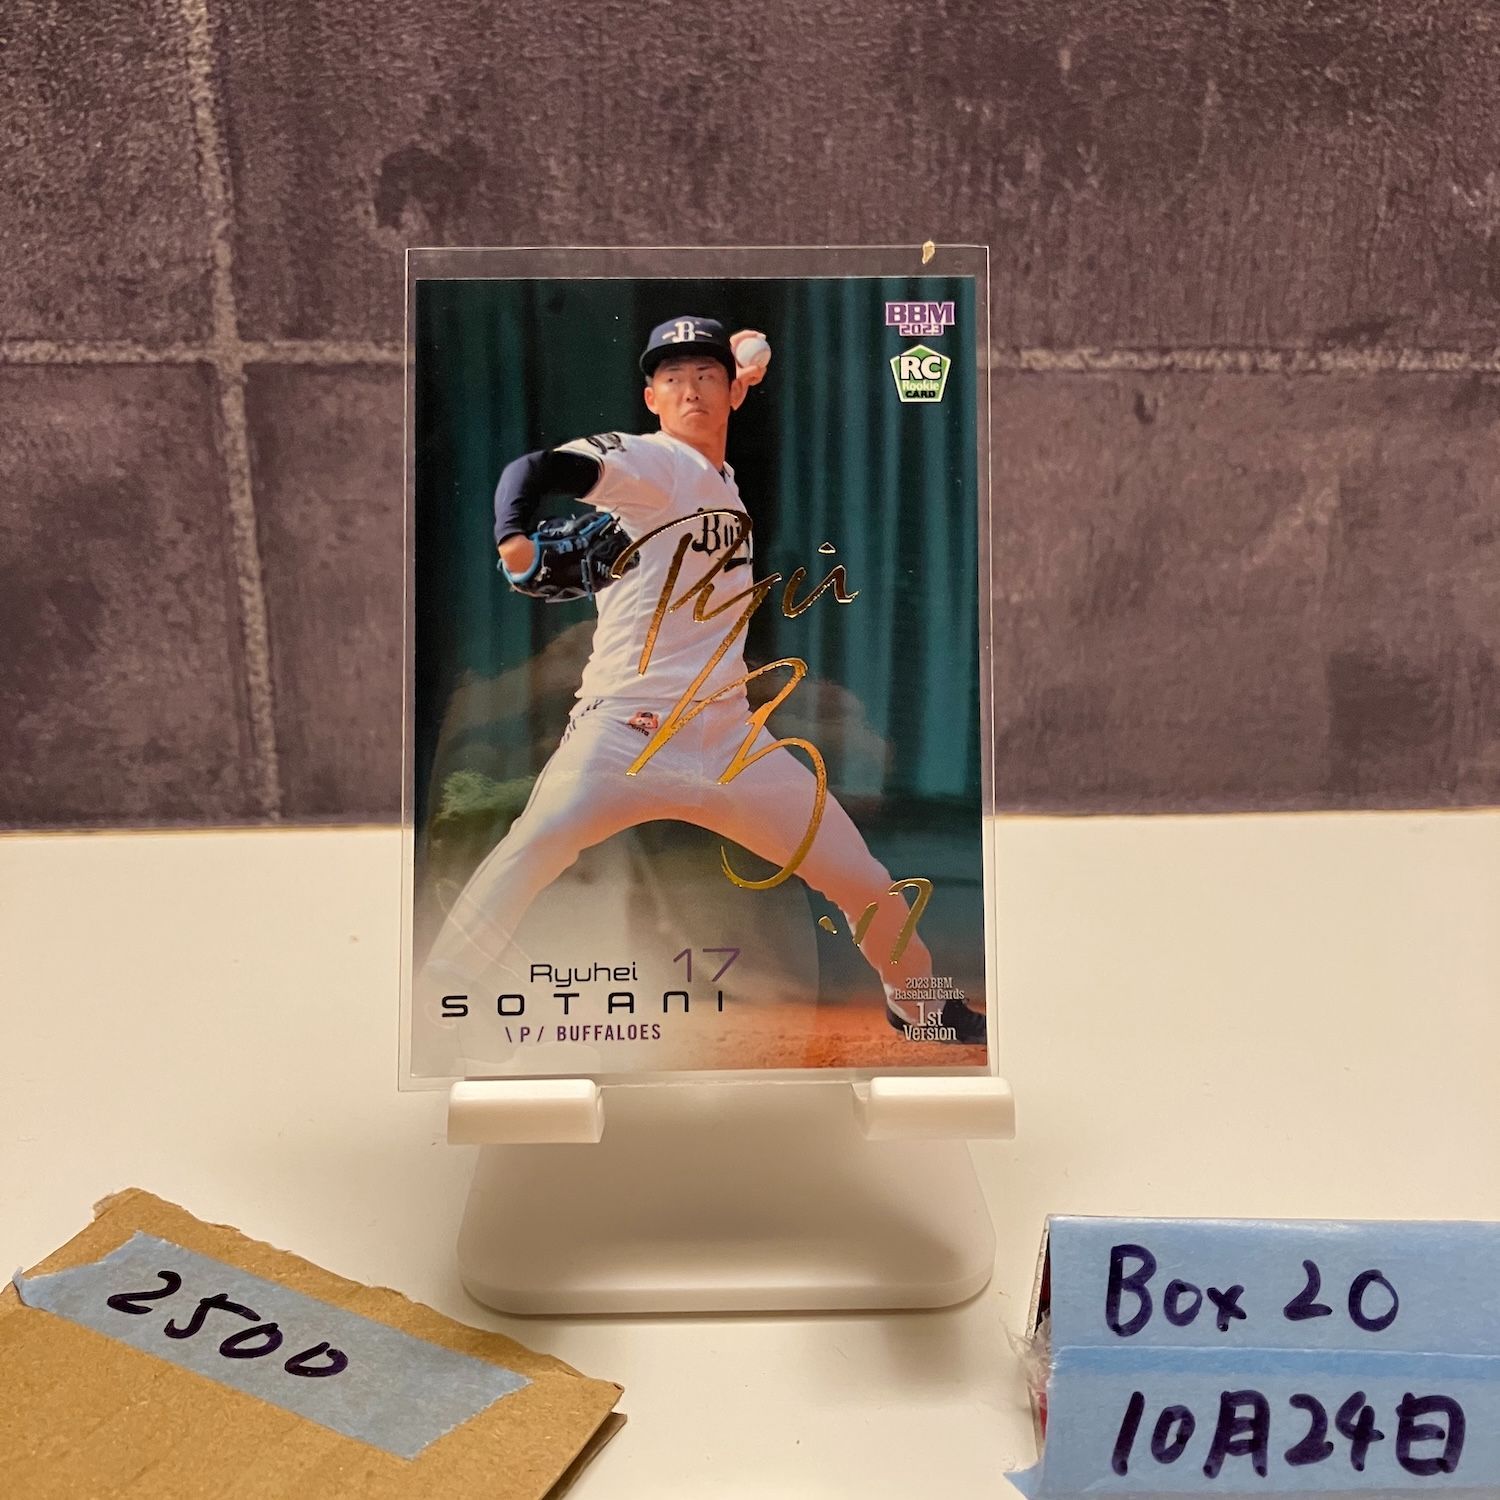 BBM
2023
RC
Rookie
CARD
B
Ryuhei 17
SOTANI
\P/ BUFFALOES
17
2023 BBM
Baseball Cards
1st
Version
2500
Box 20
10月24日